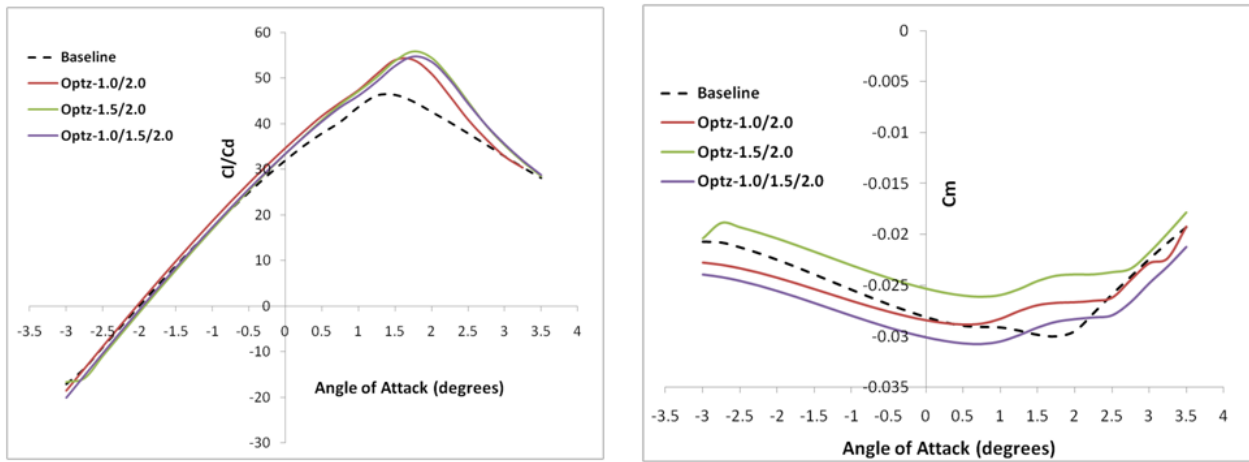 60
50
40
30
20
10
0
-10
-20
-30
Baseline
Optz-1.0/2.0
Optz-1.5/2.0
Optz-1.0/1.5/2.0
Cl/Cd
-3.5 -3 -2.5 -2 -1.5 -1 -0.5 0 0.5 1 1.5 2 2.5 3 3.5 4
Angle of Attack (degrees)
0
-0.005
-0.01
-0.015
-0.02
-0.025
-0.03
-0.035
Baseline
Optz-1.0/2.0
Optz-1.5/2.0
Optz-1.0/1.5/2.0
Cm
-3.5 -3 -2.5 -2 -1.5 -1 -0.5 0 0.5 1 1.5 2 2.5 3 3.5 4
Angle of Attack (degrees)